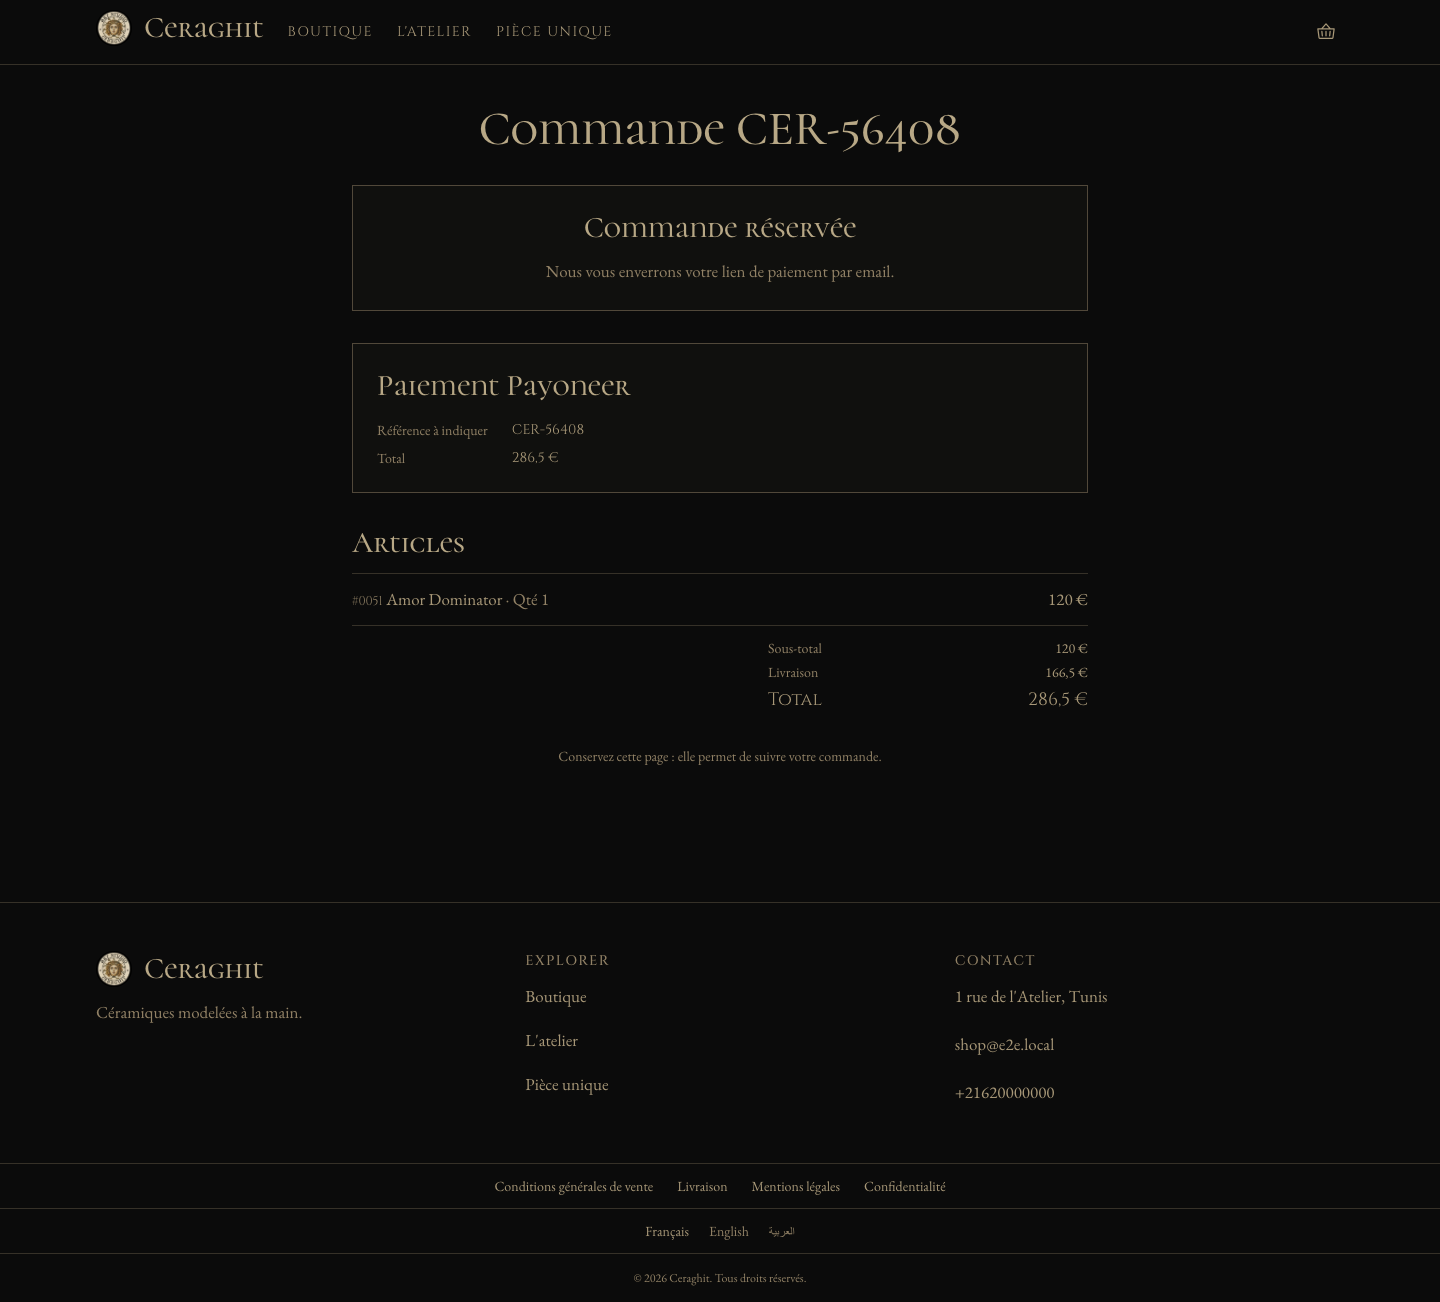 Ceraghit BOUTIQUE L'ATELIER PIÈCE UNIQUE
Commande CER-56408
Commande réservée
Nous vous enverrons votre lien de paiement par email.
Paiement Payoneer
Référence à indiquer CER-56408
Total 286,5 €
Articles
#0051 Amor Dominator · Qté 1 120 €
Sous-total 120 €
Livraison 166,5 €
Total 286,5 €
Conservez cette page : elle permet de suivre votre commande.
Ceraghit
Céramiques modelées à la main.
EXPLORER
Boutique
L'atelier
Pièce unique
CONTACT
1 rue de l'Atelier, Tunis
shop@e2e.local
+21620000000
Conditions générales de vente Livraison Mentions légales Confidentialité
Français English العربية
© 2026 Ceraghit. Tous droits réservés.